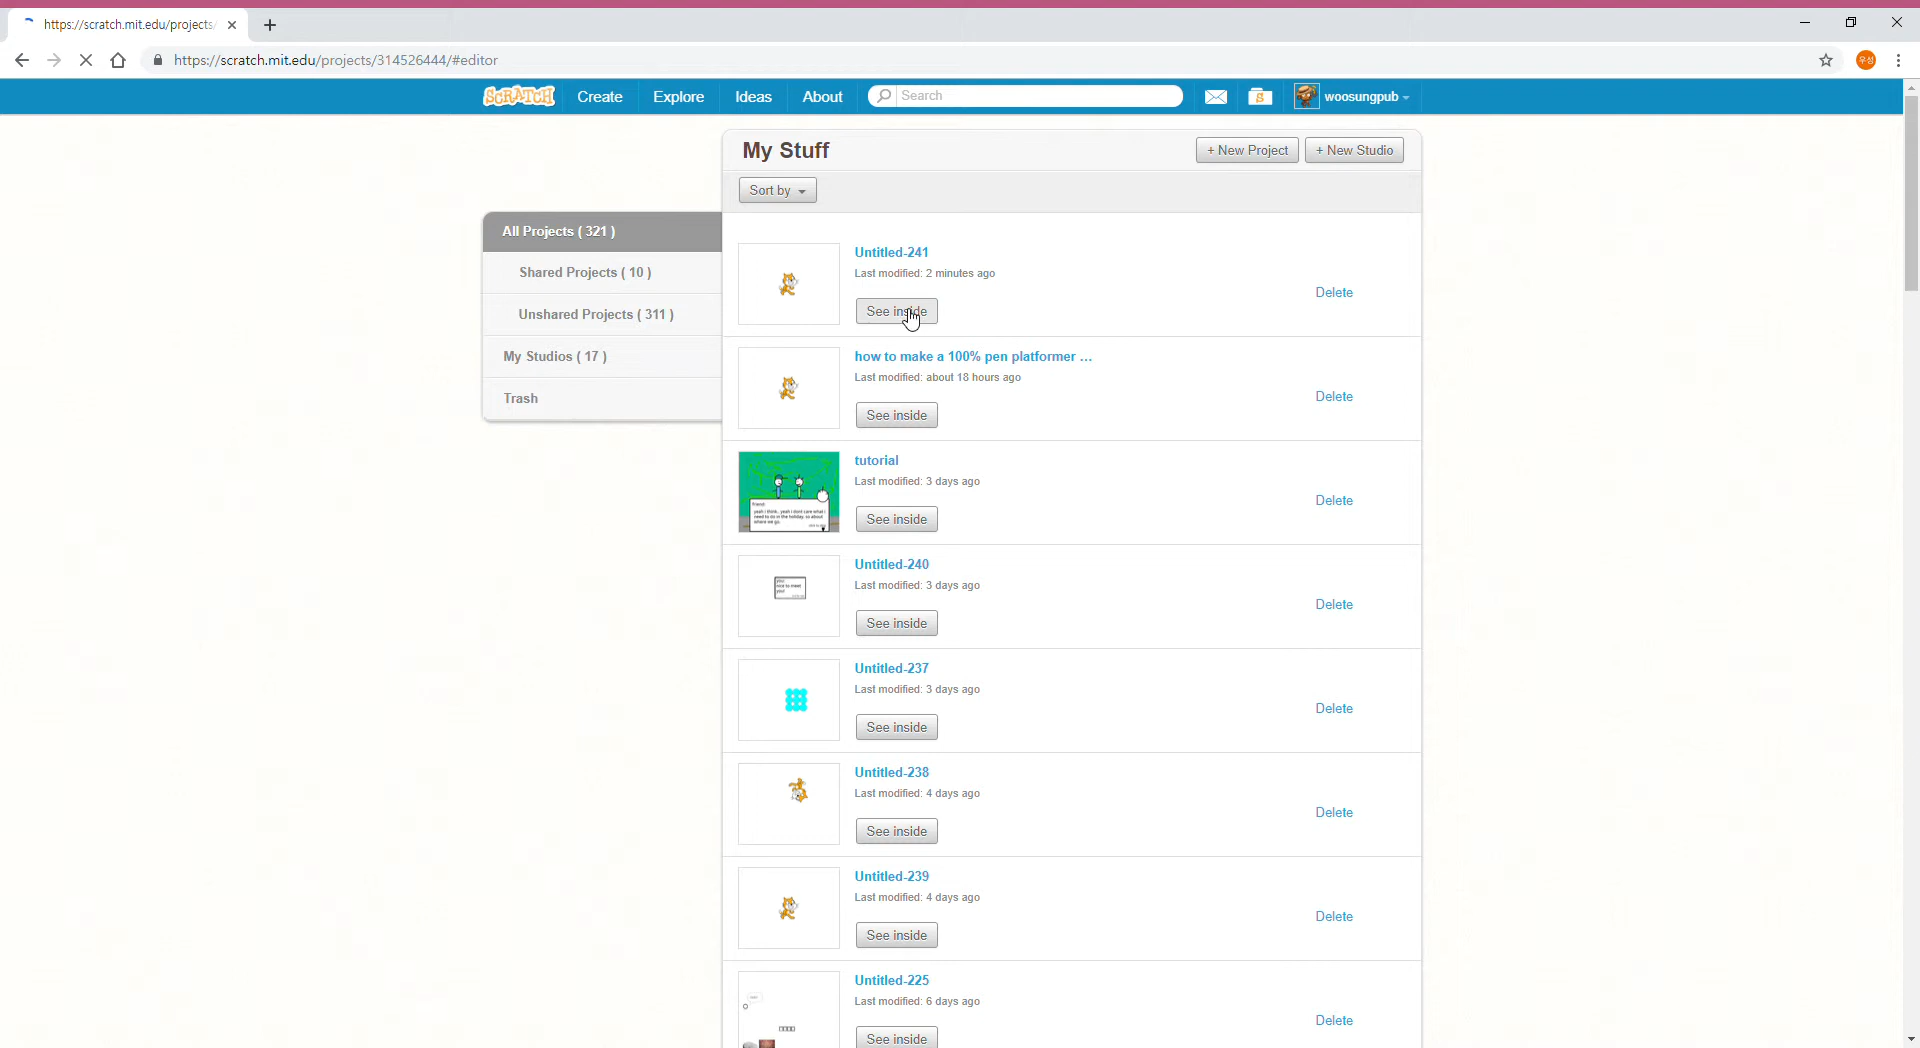 https://scratch.mit.edu/projects/
https://scratch.mit.edu/projects/314526444/#editor
우성
SCRATCH
Create
Explore
Ideas
About
Search
woosungpub
My Stuff
+ New Project
+ New Studio
Sort by
All Projects ( 321 )
Shared Projects ( 10 )
Unshared Projects ( 311 )
My Studios ( 17 )
Trash
Untitled-241
Last modified: 2 minutes ago
See inside
Delete
how to make a 100% pen platformer ...
Last modified: about 18 hours ago
See inside
Delete
tutorial
Last modified: 3 days ago
See inside
Delete
Untitled-240
Last modified: 3 days ago
See inside
Delete
Untitled-237
Last modified: 3 days ago
See inside
Delete
Untitled-238
Last modified: 4 days ago
See inside
Delete
Untitled-239
Last modified: 4 days ago
See inside
Delete
Untitled-225
Last modified: 6 days ago
See inside
Delete